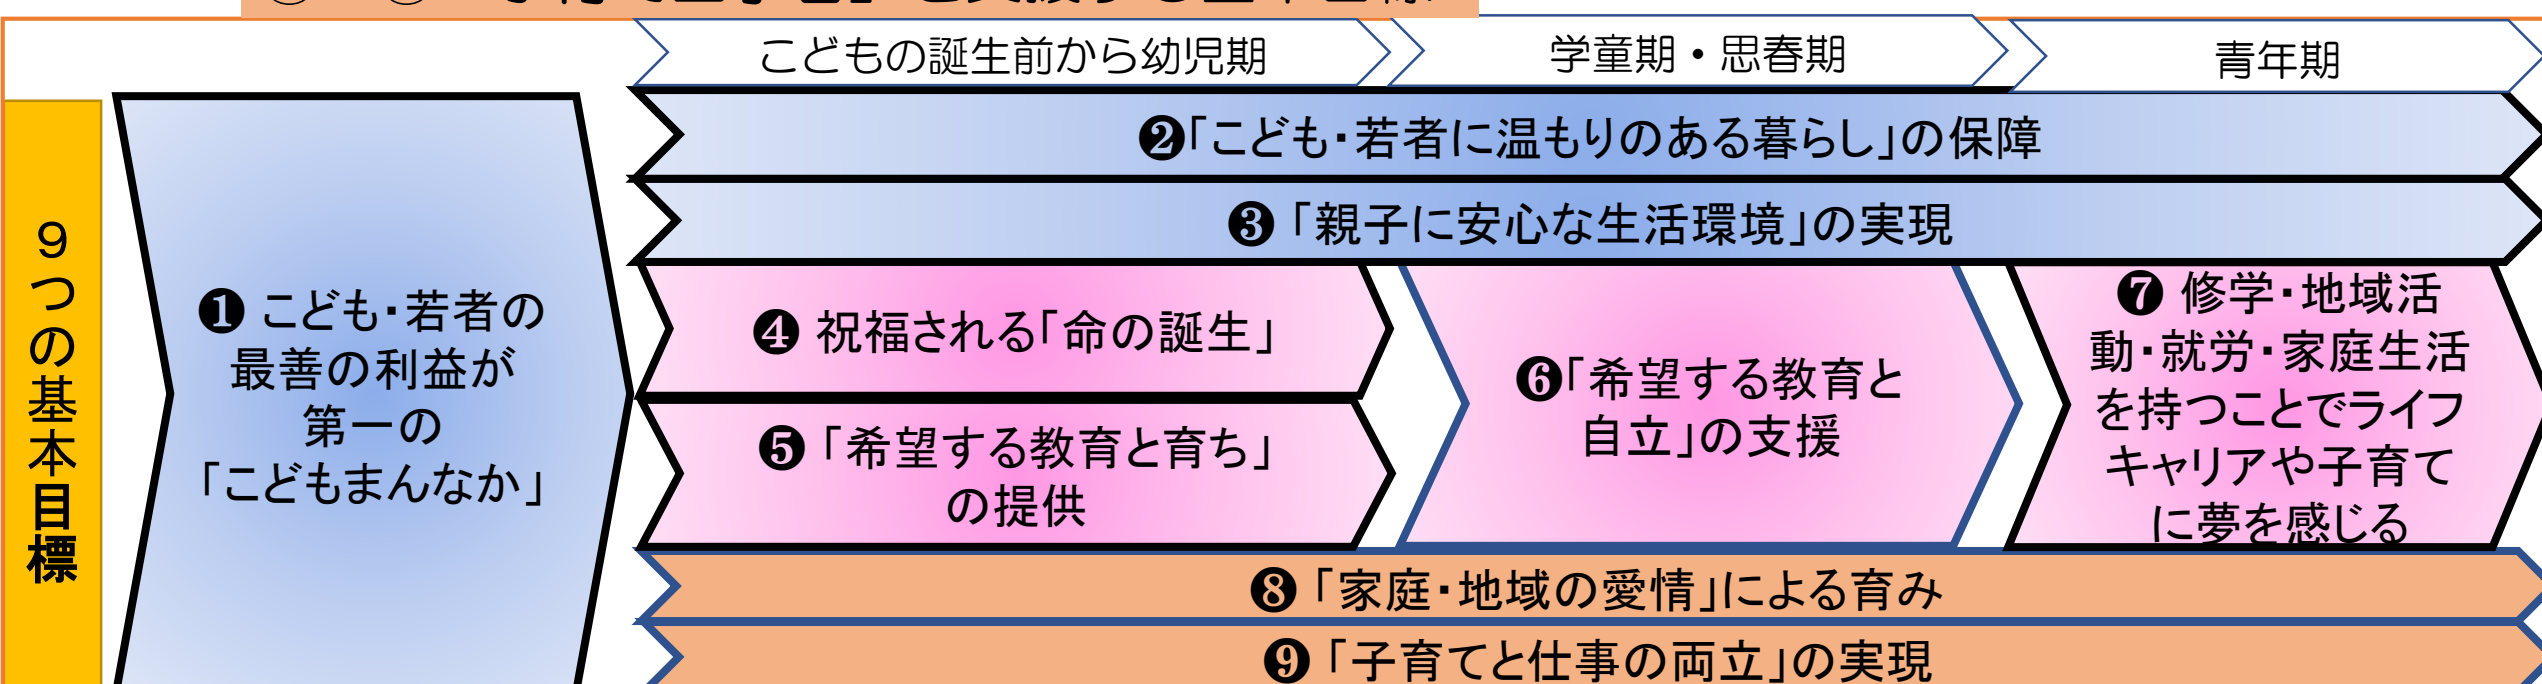 こどもの誕生前から幼児期
学童期・思春期
青年期
9つの基本目標
❶ こども・若者の
最善の利益が
第一の
「こどもまんなか」
❷「こども・若者に温もりのある暮らし」の保障
❸「親子に安心な生活環境」の実現
❹ 祝福される「命の誕生」
❺「希望する教育と育ち」
の提供
❻「希望する教育と
自立」の支援
❼ 修学・地域活
動・就労・家庭生活
を持つことでライフ
キャリアや子育て
に夢を感じる
❽「家庭・地域の愛情」による育み
❾「子育てと仕事の両立」の実現